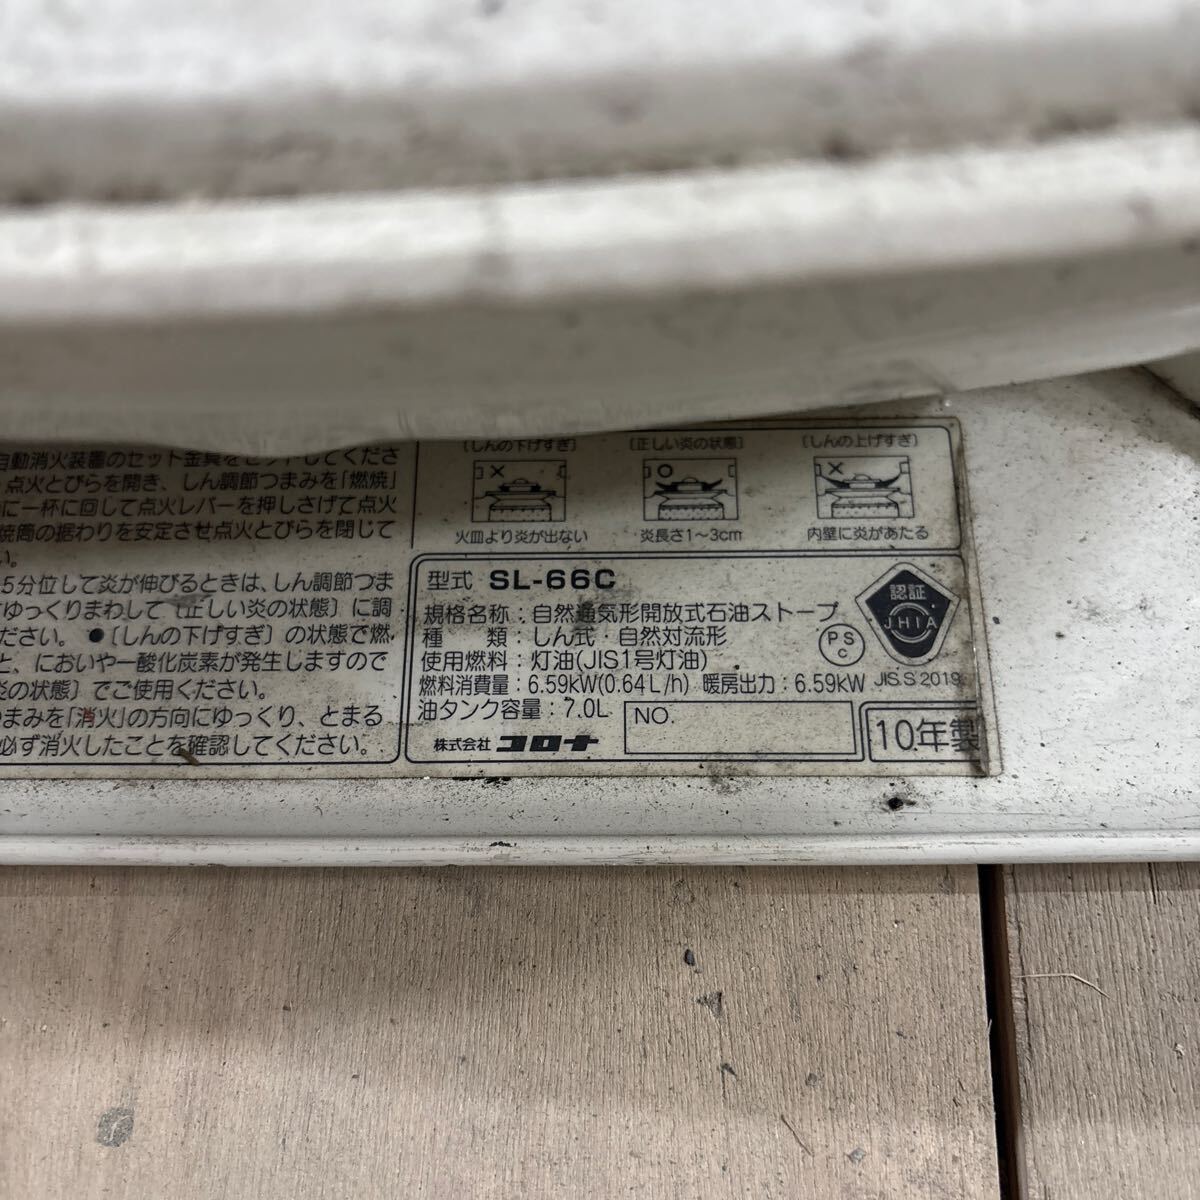 自動消火装置のセット金具をセットしてくださ
点火とびらを開き、しん調節つまみを「燃焼」
に一杯に回して点火レバーを押しさげて点火
焼筒の据わりを安定させ点火とびらを閉じて
い。
5分位して炎が伸びるときは、しん調節つま
ゆっくりまわして〔正しい炎の状態〕に調
ださい。●〔しんの下げすぎ〕の状態で燃
と、においや一酸化炭素が発生しますので
炎の状態〕でご使用ください。
つまみを「消火」の方向にゆっくり、とまる
必ず消火したことを確認してください。
〔しんの下げすぎ〕
火皿より炎が出ない
〔正しい炎の状態〕
炎長さ1～3cm
〔しんの上げすぎ〕
内壁に炎があたる
型式 SL-66C
規格名称：自然通気形開放式石油ストーブ
種 類：しん式・自然対流形
使用燃料：灯油(JIS1号灯油)
燃料消費量：6.59kW(0.64L/h) 暖房出力：6.59kW
油タンク容量：7.0L
NO.
株式会社 コロナ
10年製
PS
C
認証
JHIA
JIS.S 2019